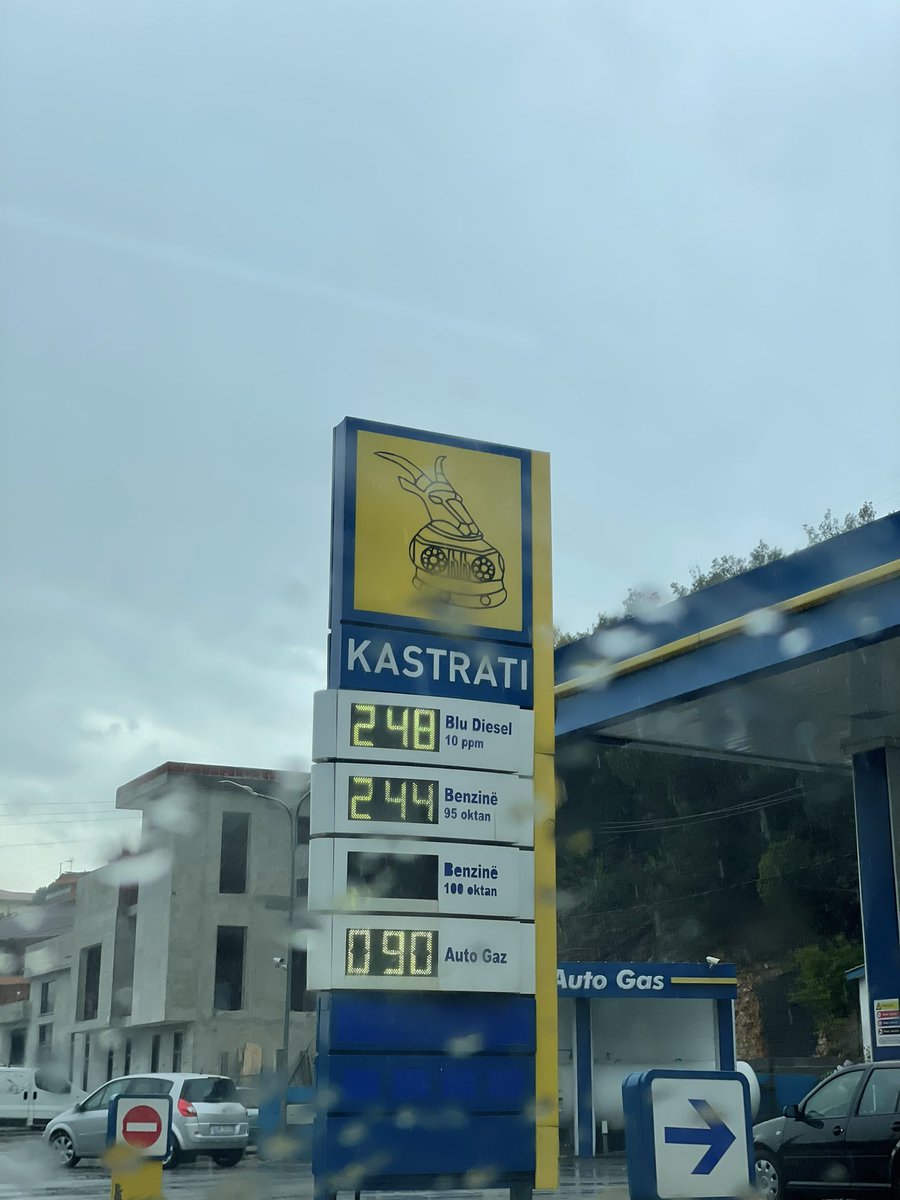 KASTRATI
248 Blu Diesel
10 ppm
244 Benzinë
95 oktan
Benzinë
100 oktan
090 Auto Gaz
Auto Gas